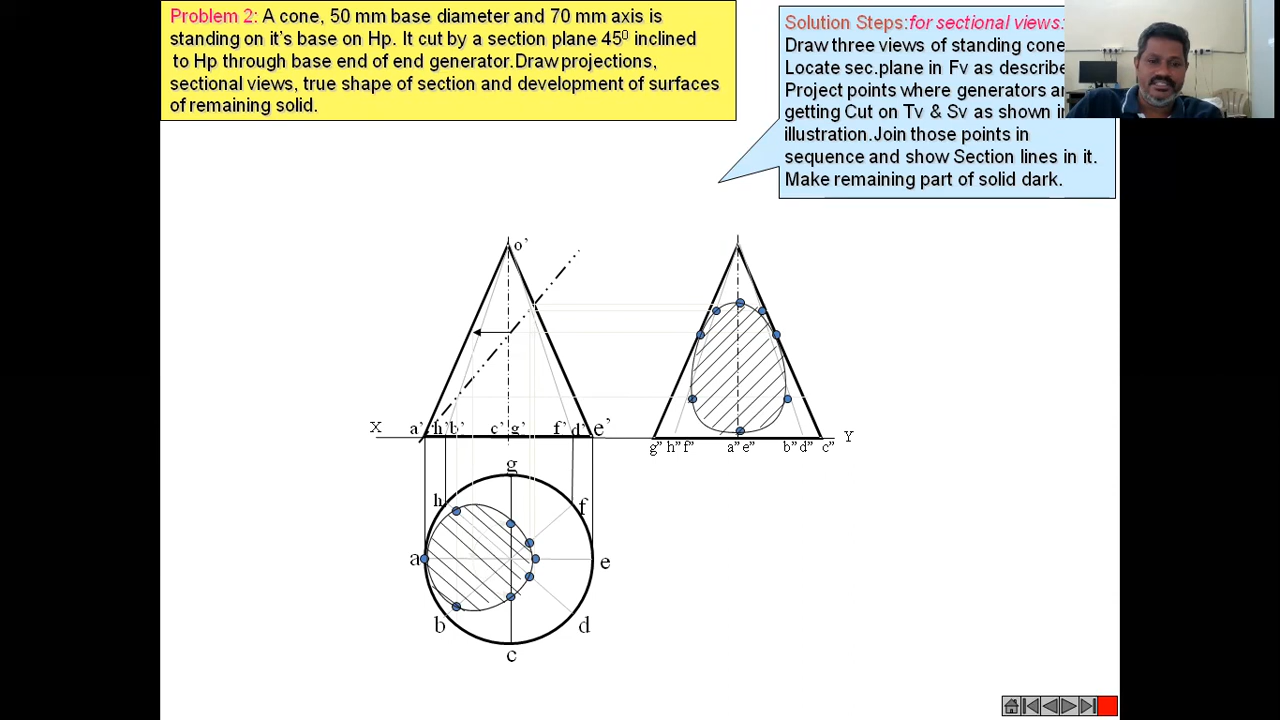 Problem 2: A cone, 50 mm base diameter and 70 mm axis is
standing on it's base on Hp. It cut by a section plane 45⁰ inclined
to Hp through base end of end generator.Draw projections,
sectional views, true shape of section and development of surfaces
of remaining solid.
Solution Steps:for sectional views:
Draw three views of standing cone
Locate sec.plane in Fv as
Project points where generators
getting Cut on Tv & Sv as shown
illustration.Join those points in
sequence and show Section lines in it.
Make remaining part of solid dark.
o’
X a’ h’ b’ c’ g’ f’ d’ e’ Y
g” h” f” a” e” b” d” c”
g
h f
a e
b d
c